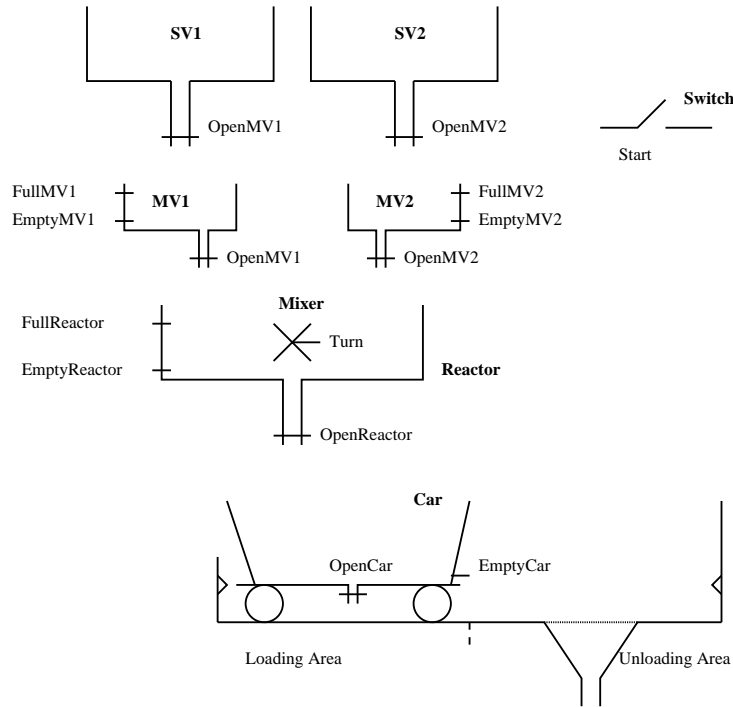 SV1
SV2
Switch
OpenMV1
OpenMV2
Start
FullMV1
MV1
MV2
FullMV2
EmptyMV1
EmptyMV2
OpenMV1
OpenMV2
Mixer
FullReactor
Turn
EmptyReactor
Reactor
OpenReactor
Car
OpenCar
EmptyCar
Loading Area
Unloading Area